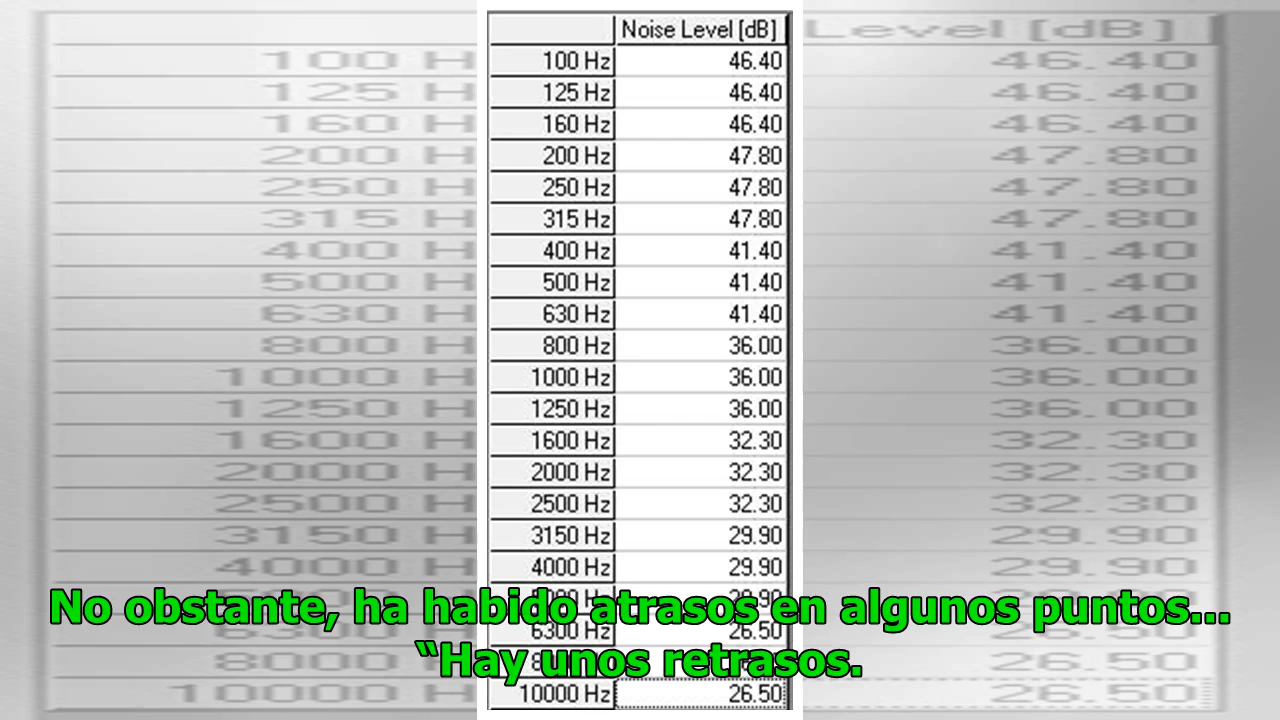 Noise Level [dB]
100 Hz 46.40
125 Hz 46.40
160 Hz 46.40
200 Hz 47.80
250 Hz 47.80
315 Hz 47.80
400 Hz 41.40
500 Hz 41.40
630 Hz 41.40
800 Hz 36.00
1000 Hz 36.00
1250 Hz 36.00
1600 Hz 32.30
2000 Hz 32.30
2500 Hz 32.30
3150 Hz 29.90
4000 Hz 29.90
No obstante, ha habido atrasos en algunos puntos...
6300 Hz 26.50
“Hay unos retrasos.
10000 Hz 26.50